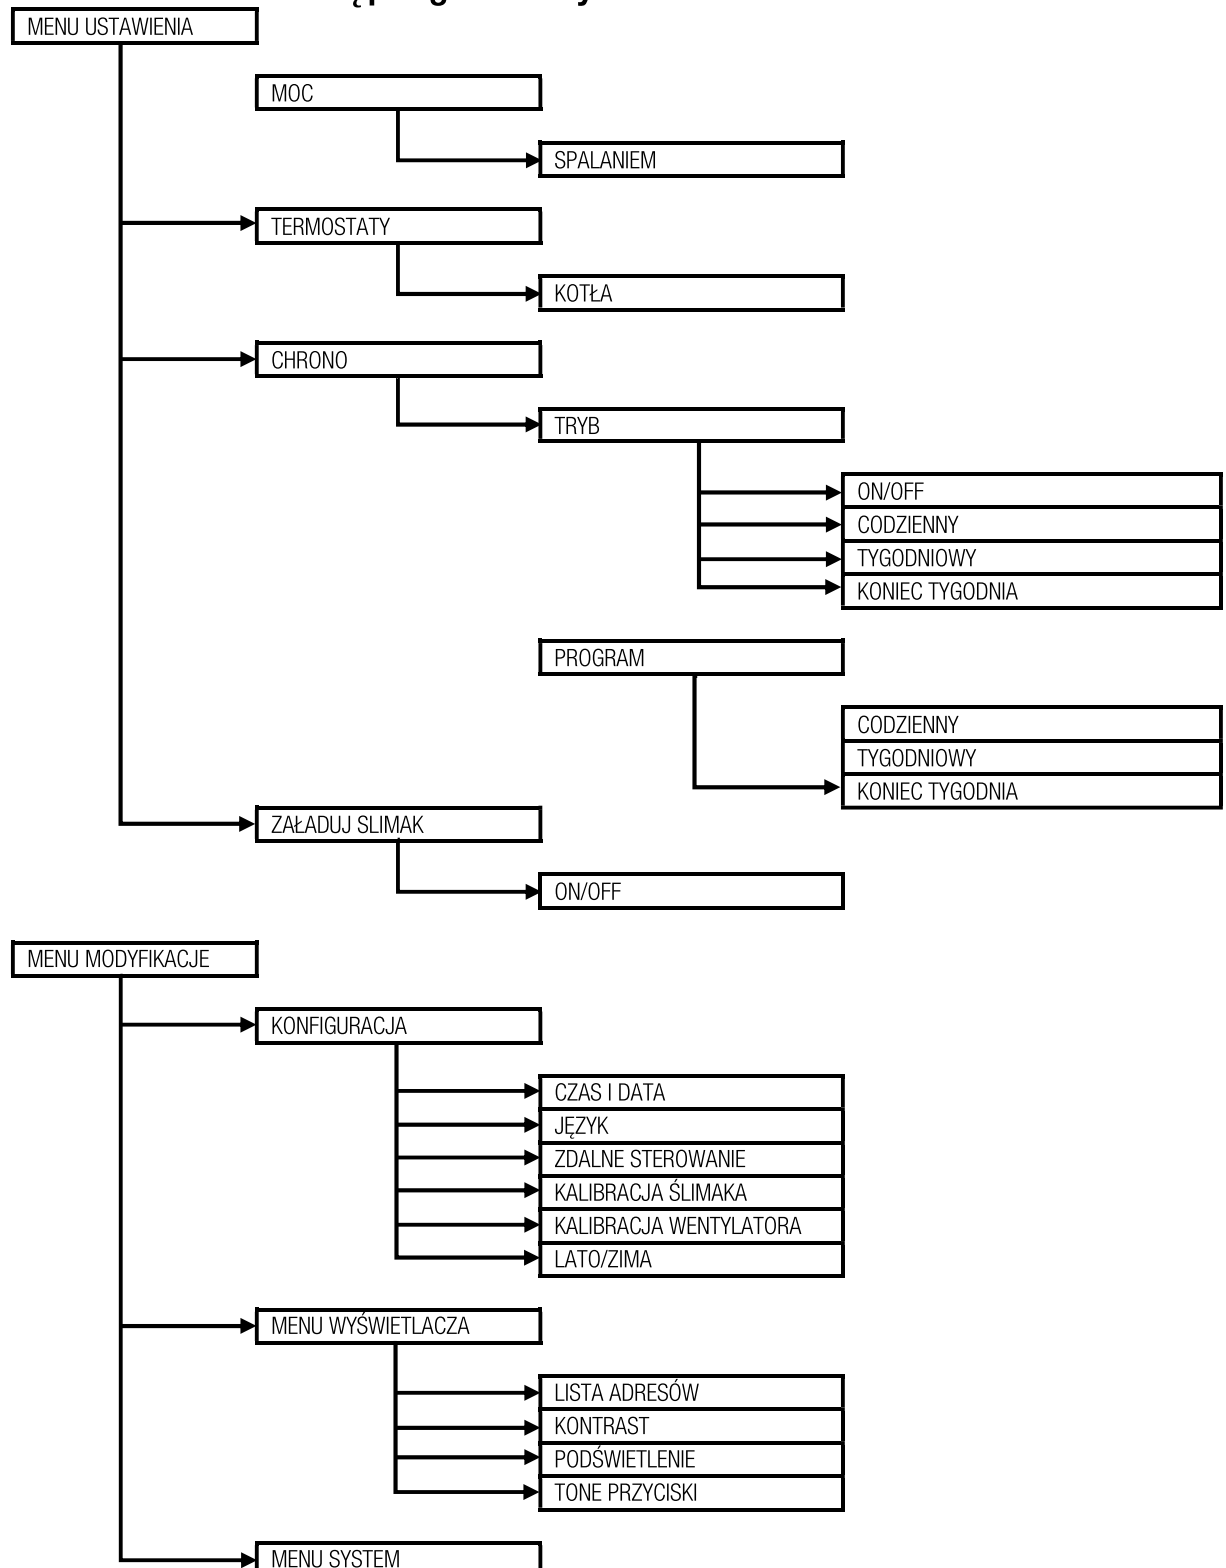 MENU USTAWIENIA
MOC
SPALANIEM
TERMOSTATY
KOTŁA
CHRONO
TRYB
ON/OFF
CODZIENNY
TYGODNIOWY
KONIEC TYGODNIA
PROGRAM
CODZIENNY
TYGODNIOWY
KONIEC TYGODNIA
ZAŁADUJ SLIMAK
ON/OFF
MENU MODYFIKACJE
KONFIGURACJA
CZAS I DATA
JĘZYK
ZDALNE STEROWANIE
KALIBRACJA ŚLIMAKA
KALIBRACJA WENTYLATORA
LATO/ZIMA
MENU WYŚWIETLACZA
LISTA ADRESÓW
KONTRAST
PODŚWIETLENIE
TONE PRZYCISKI
MENU SYSTEM